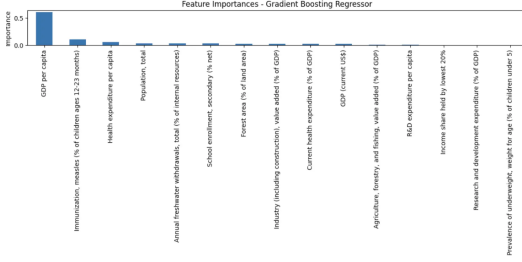 Feature Importances - Gradient Boosting Regressor
Importance
0.5
0.0
GDP per capita
Immunization, measles (% of children ages 12-23 months)
Health expenditure per capita
Population, total
Annual freshwater withdrawals, total (% of internal resources)
School enrollment, secondary (% net)
Forest area (% of land area)
Industry (including construction), value added (% of GDP)
Current health expenditure (% of GDP)
GDP (current US$)
Agriculture, forestry, and fishing, value added (% of GDP)
R&D expenditure per capita
Income share held by lowest 20%
Research and development expenditure (% of GDP)
Prevalence of underweight, weight for age (% of children under 5)